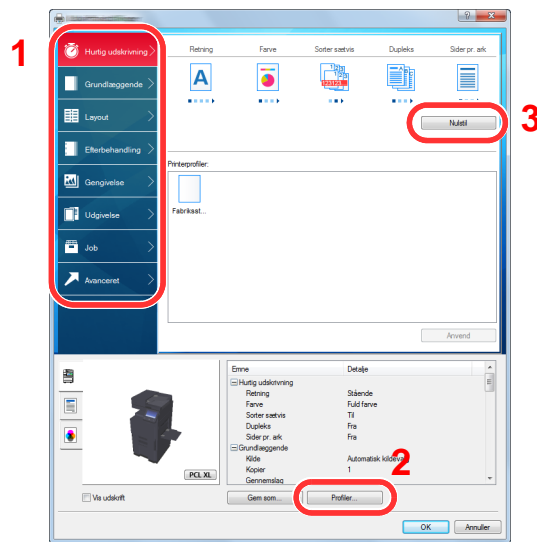 1
Hurtig udskrivning
Retning Farve Sorter sætvis Dupleks Sider pr. ark
Grundlæggende
A
123123
Layout
Nulstil
3
Efterbehandling
Printerprofiler:
Gengivelse
Fabriksst...
Udgivelse
Job
Avanceret
Anvend
Emne Detalje
Hurtig udskrivning
Retning Stående
Farve Fuld farve
Sorter sætvis Til
Dupleks Fra
Sider pr. ark Fra
Grundlæggende
Kilde Automatisk kildeva
2
Kopier 1
Gennemslag
PCL XL
Vis udskrift
Gem som...
Profiler...
OK Annuller